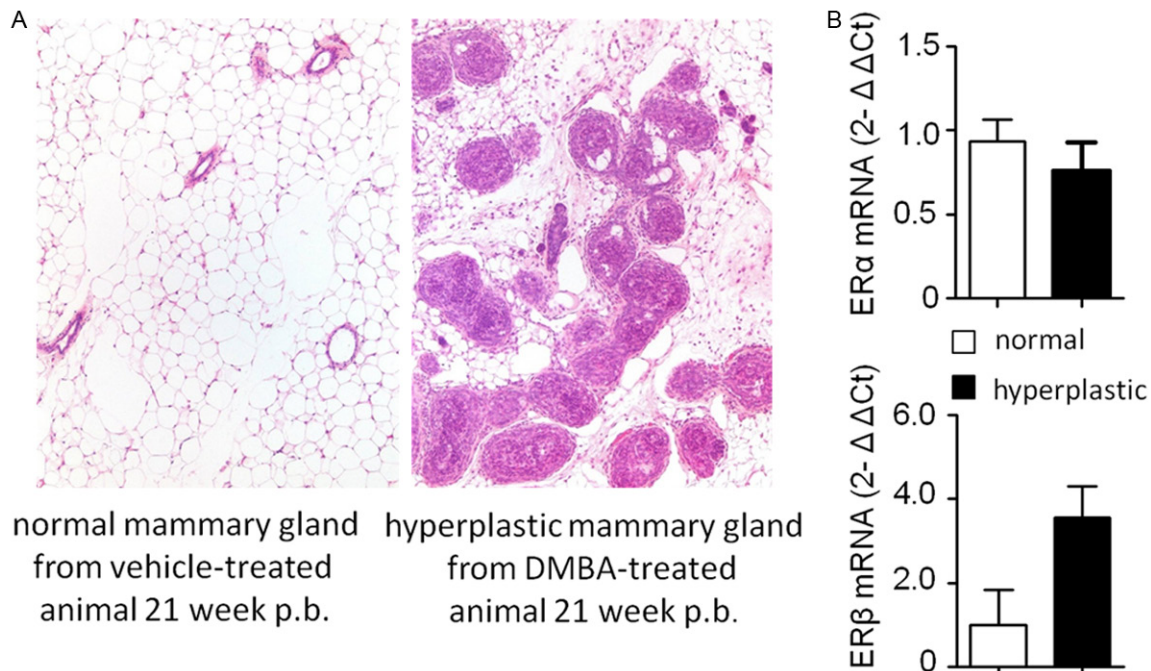 A
normal mammary gland
from vehicle-treated
animal 21 week p.b.
hyperplastic mammary gland
from DMBA-treated
animal 21 week p.b.
B
ERα mRNA (2- ΔΔCt)
1.5
1.0
0.5
0
normal
hyperplastic
ERβ mRNA (2- ΔΔCt)
6.0
4.0
2.0
0